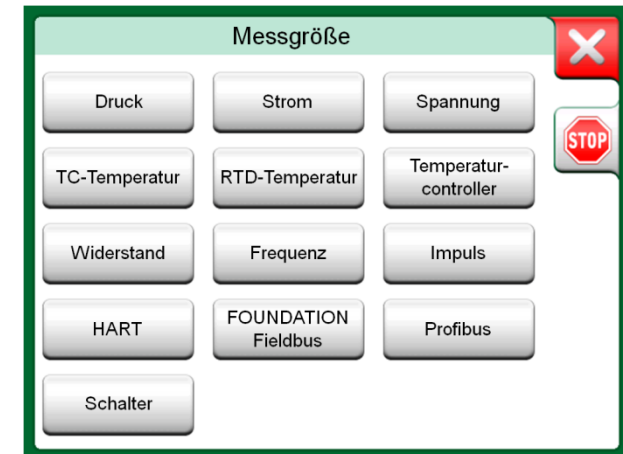 Messgröße
Druck
Strom
Spannung
STOP
TC-Temperatur
RTD-Temperatur
Temperatur-
controller
Widerstand
Frequenz
Impuls
HART
FOUNDATION
Fieldbus
Profibus
Schalter